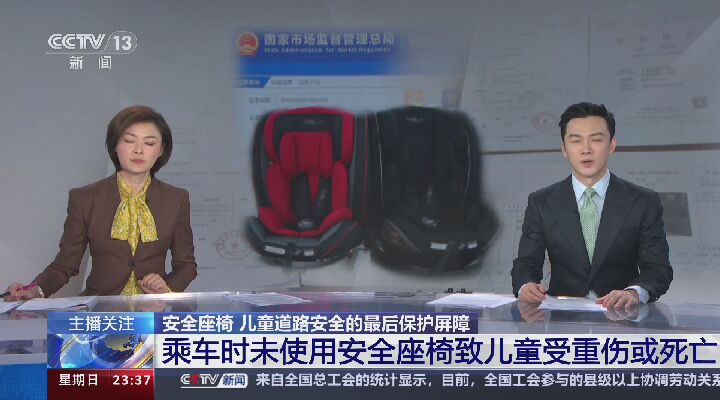 CCTV 13
新闻
国家市场监督管理总局
State Administration for Market Regulation
主播关注
安全座椅 儿童道路安全的最后保护屏障
乘车时未使用安全座椅致儿童受重伤或死亡
星期日 23:37
CCTV 新闻 来自全国总工会的统计显示，目前，全国工会参与的县级以上协调劳动关系